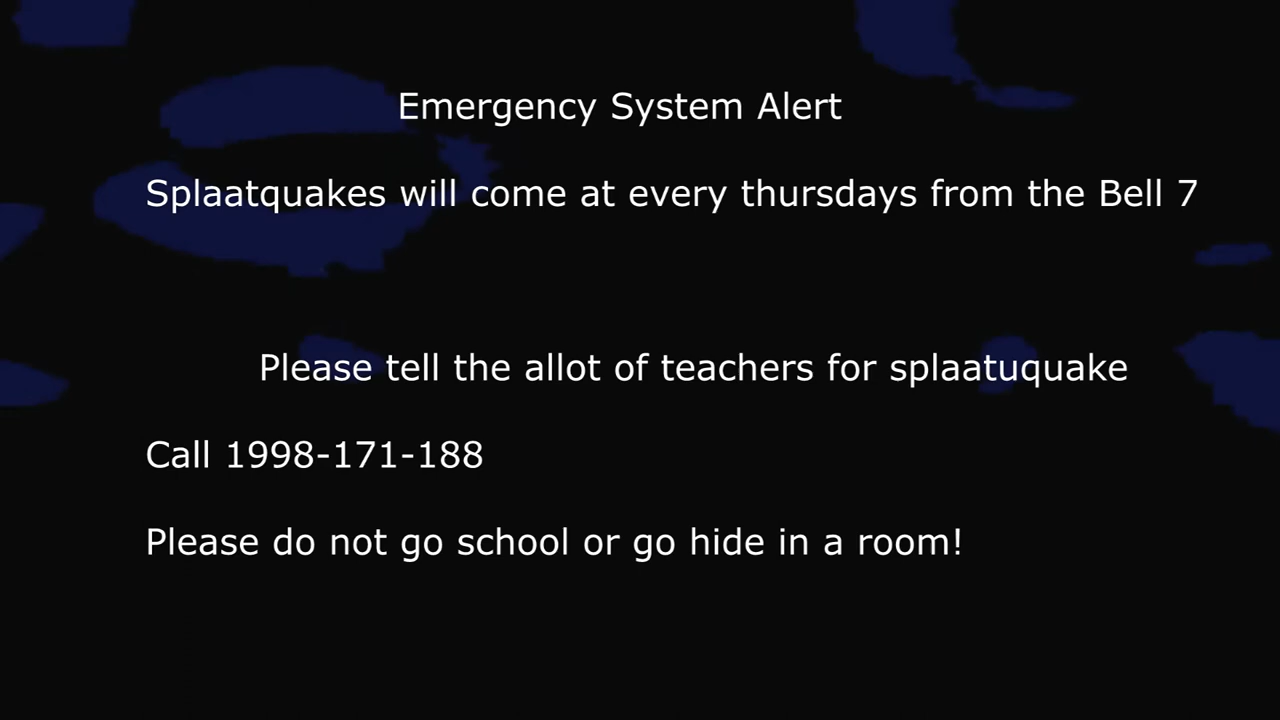 Emergency System Alert
Splaatquakes will come at every thursdays from the Bell 7
Please tell the allot of teachers for splaatuquake
Call 1998-171-188
Please do not go school or go hide in a room!